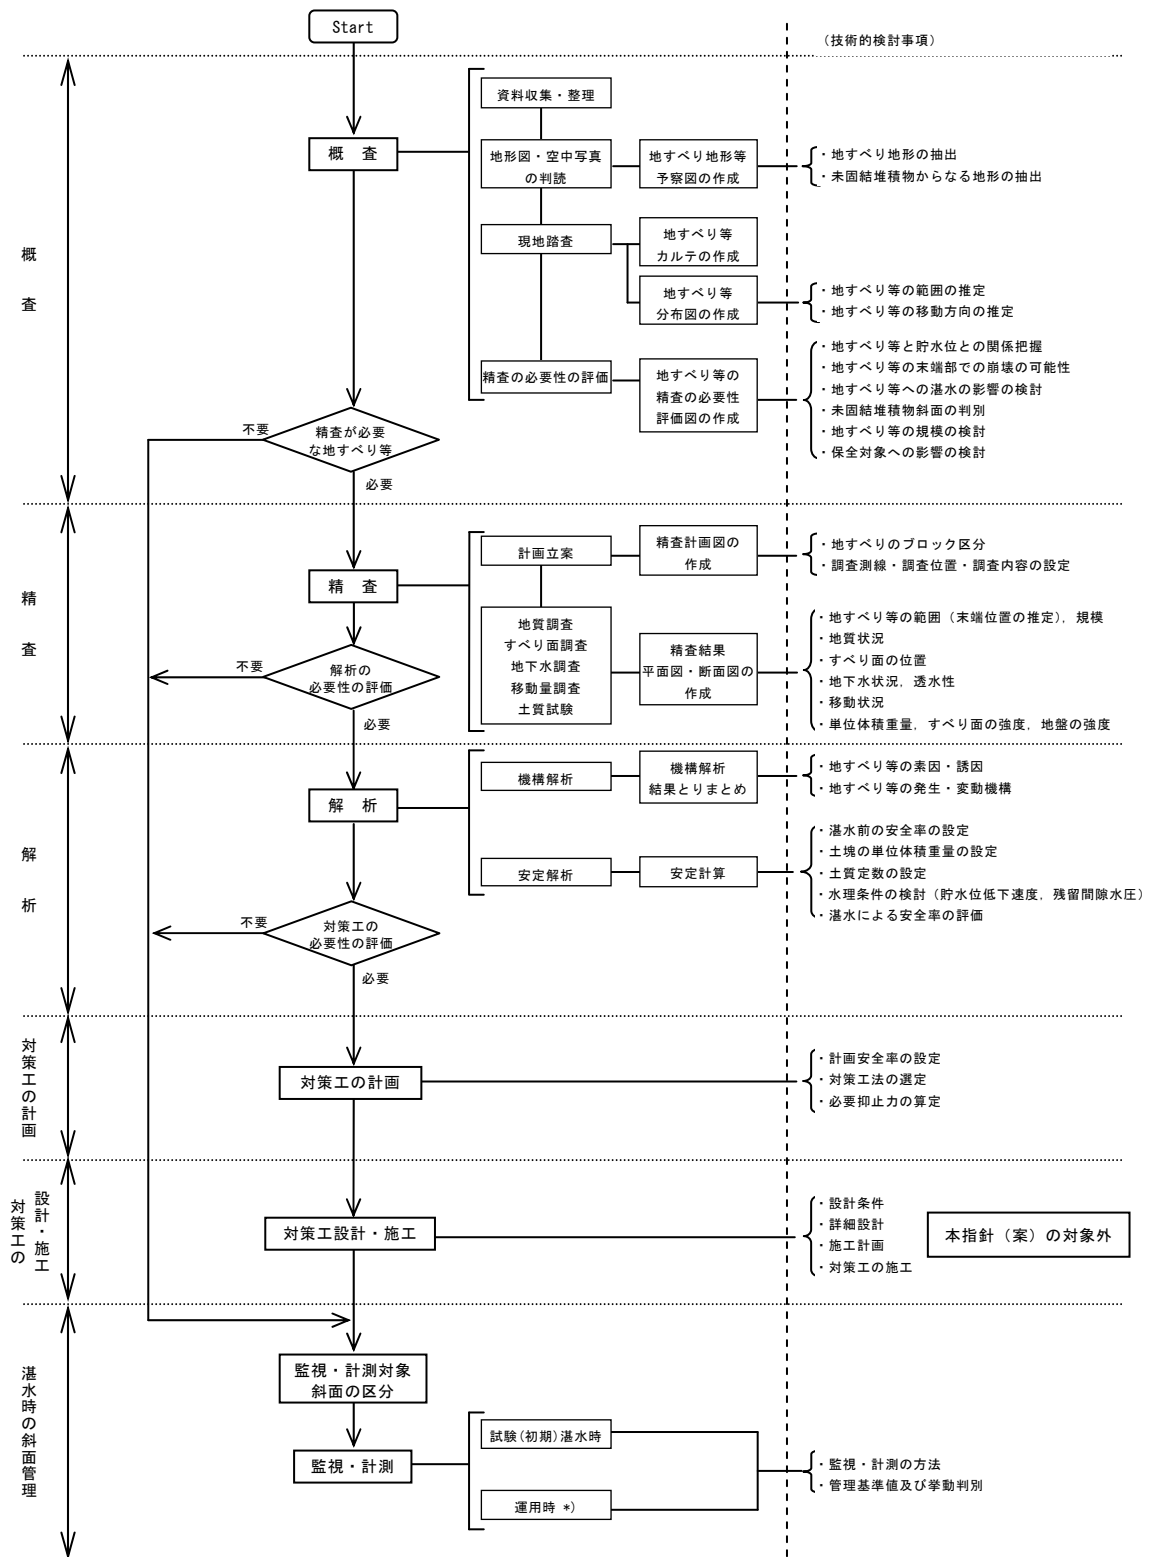 Start
（技術的検討事項）
概査
資料収集・整理
概　査
地形図・空中写真
の判読
地すべり地形等
予察図の作成
・地すべり地形の抽出
・未固結堆積物からなる地形の抽出
現地踏査
地すべり等
カルテの作成
地すべり等
分布図の作成
・地すべり等の範囲の推定
・地すべり等の移動方向の推定
精査の必要性の評価
地すべり等の
精査の必要性
評価図の作成
・地すべり等と貯水位との関係把握
・地すべり等の末端部での崩壊の可能性
・地すべり等への湛水の影響の検討
・未固結堆積物斜面の判別
・地すべり等の規模の検討
・保全対象への影響の検討
不要
精査が必要
な地すべり等
必要
精査
計画立案
精査計画図の
作成
・地すべりのブロック区分
・調査測線・調査位置・調査内容の設定
精　査
地質調査
すべり面調査
地下水調査
移動量調査
土質試験
精査結果
平面図・断面図の
作成
・地すべり等の範囲（末端位置の推定），規模
・地質状況
・すべり面の位置
・地下水状況，透水性
・移動状況
・単位体積重量，すべり面の強度，地盤の強度
不要
解析の
必要性の評価
必要
解析
機構解析
機構解析
結果とりまとめ
・地すべり等の素因・誘因
・地すべり等の発生・変動機構
解　析
安定解析
安定計算
・湛水前の安全率の設定
・土塊の単位体積重量の設定
・土質定数の設定
・水理条件の検討（貯水位低下速度，残留間隙水圧）
・湛水による安全率の評価
不要
対策工の
必要性の評価
必要
対策工の計画
対策工の計画
・計画安全率の設定
・対策工法の選定
・必要抑止力の算定
対策工の
設計・施工
対策工設計・施工
・設計条件
・詳細設計
・施工計画
・対策工の施工
本指針（案）の対象外
湛水時の斜面管理
監視・計測対象
斜面の区分
監視・計測
試験(初期)湛水時
運用時 *)
・監視・計測の方法
・管理基準値及び挙動判別